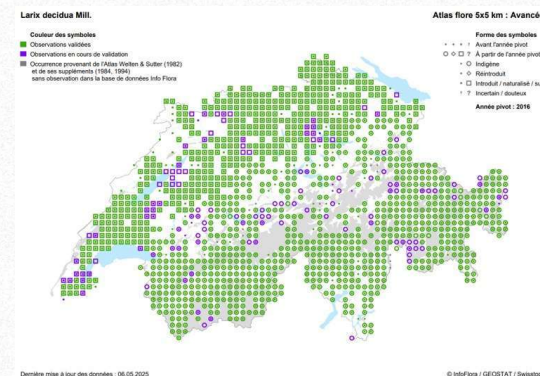 Larix decidua Mill.
Atlas flore 5x5 km : Avancé
Couleur des symboles
Observations validées
Observations en cours de validation
Occurrence provenant de l'Atlas Welten & Sutter (1982)
et de ses suppléments (1984, 1994)
sans observation dans la base de données Info Flora
Forme des symboles
Avant l'année pivot
? À partir de l'année pivot
Indigène
Réintroduit
Introduit / naturalisé / su
? Incertain / douteux
Année pivot : 2016
Dernière mise à jour des données : 06.05.2025
© InfoFlora / GEOSTAT / Swissto